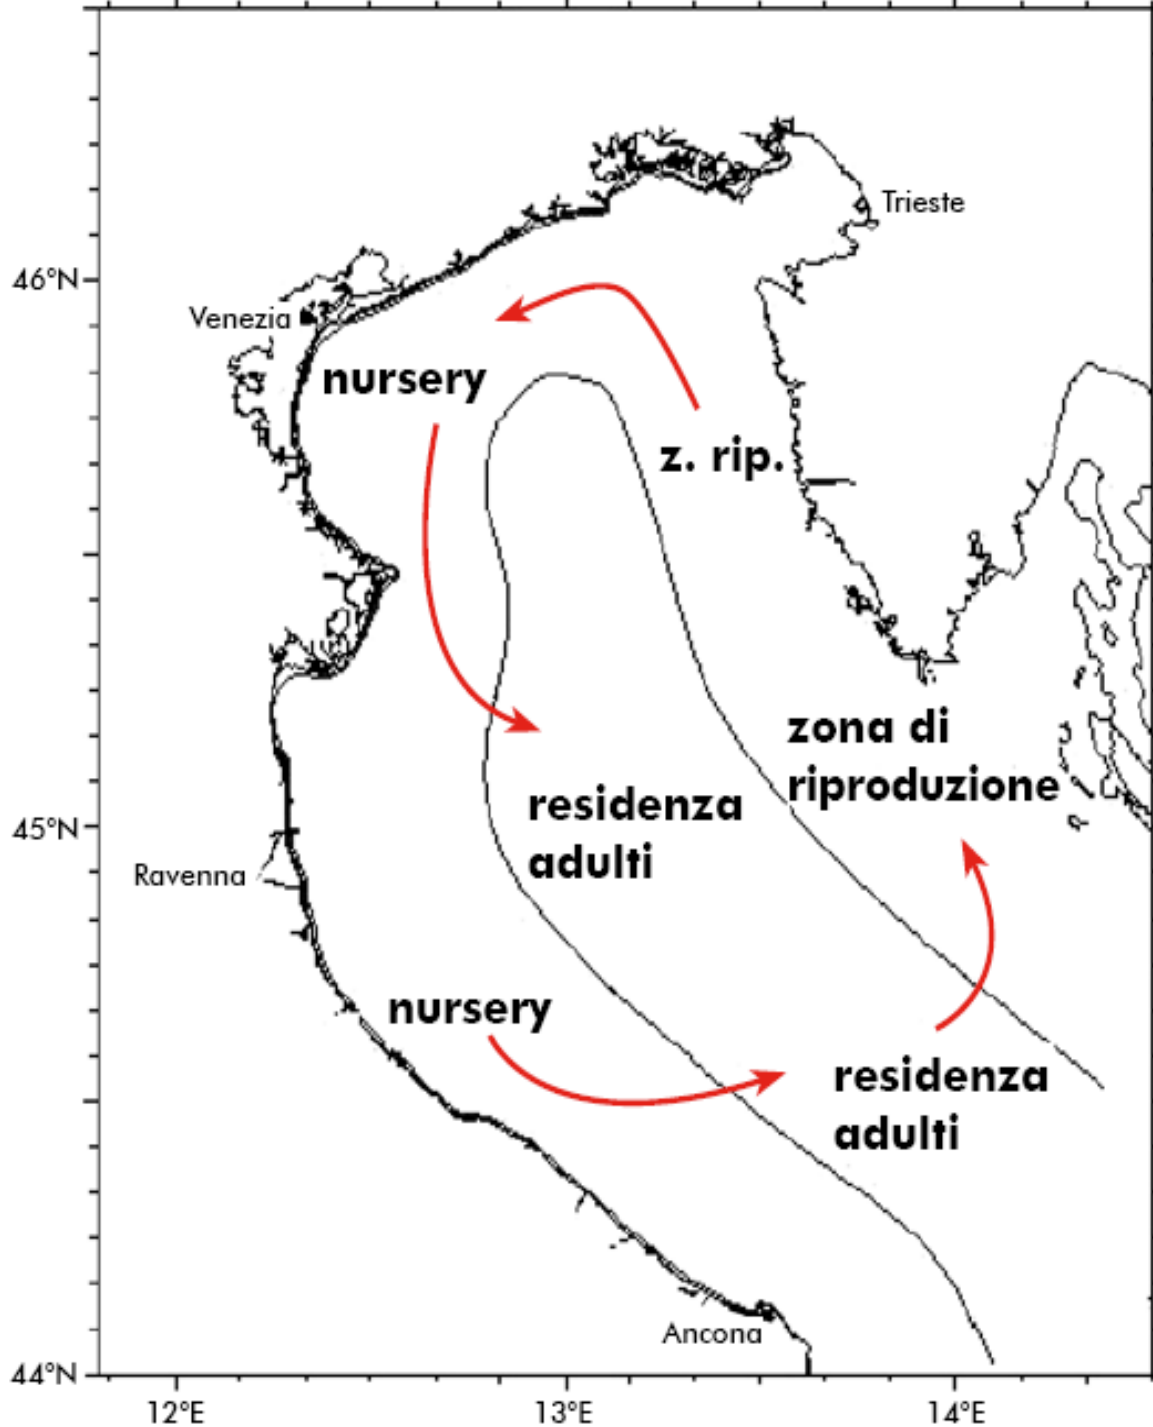 Trieste
46°N
Venezia
nursery
z. rip.
zona di
riproduzione
residenza
adulti
45°N
Ravenna
nursery
residenza
adulti
Ancona
44°N
12°E
13°E
14°E